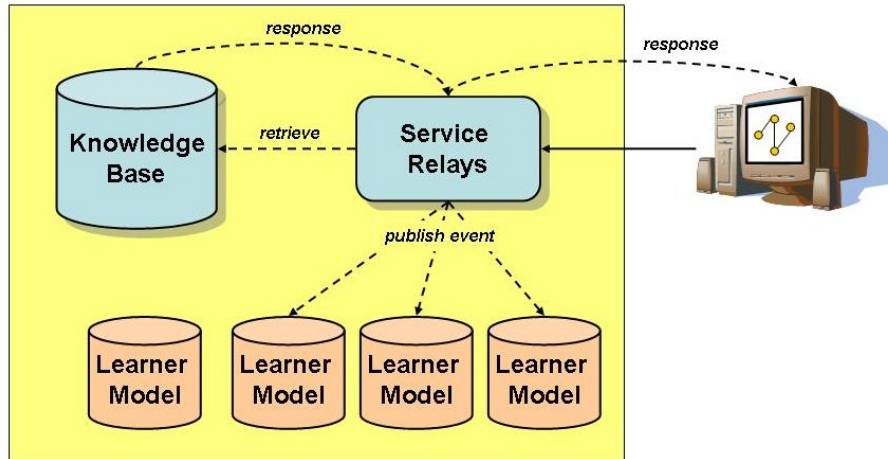 response
response
Knowledge
Base
retrieve
Service
Relays
publish event
Learner
Model
Learner
Model
Learner
Model
Learner
Model